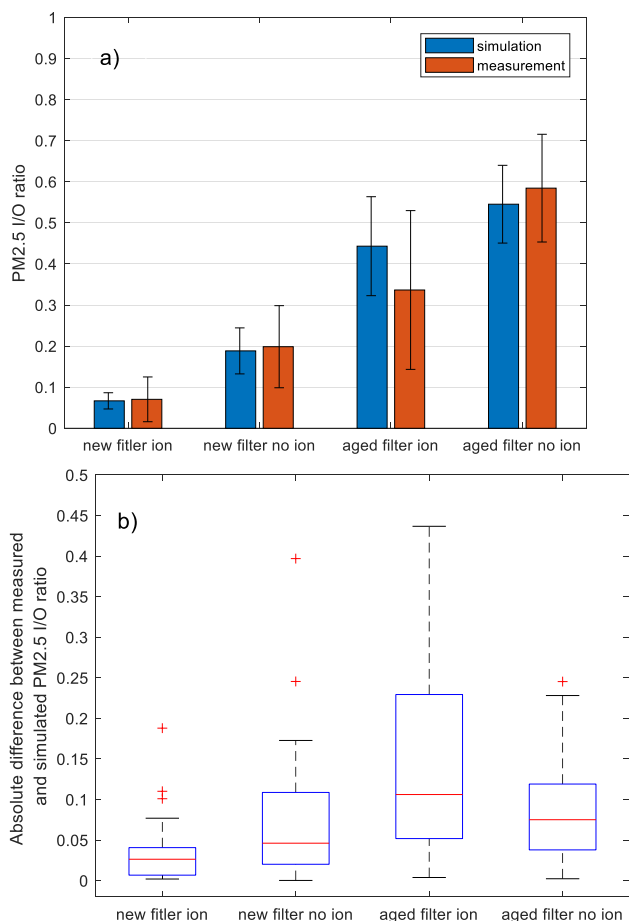 a)
simulation
measurement
PM2.5 I/O ratio
1
0.9
0.8
0.7
0.6
0.5
0.4
0.3
0.2
0.1
0
new fitler ion
new filter no ion
aged filter ion
aged filter no ion
b)
Absolute difference between measured
and simulated PM2.5 I/O ratio
0.5
0.45
0.4
0.35
0.3
0.25
0.2
0.15
0.1
0.05
0
new fitler ion
new filter no ion
aged filter ion
aged filter no ion